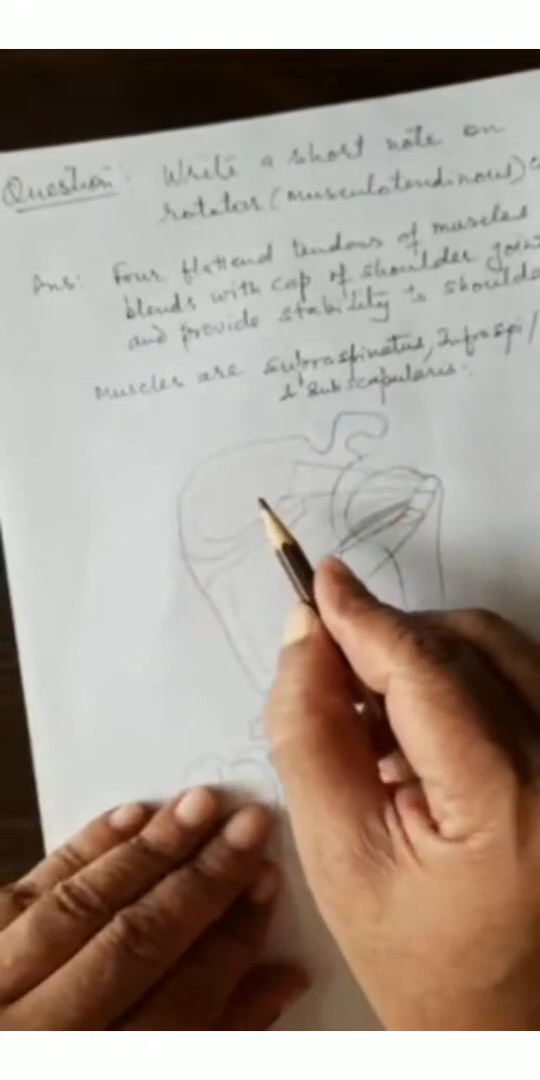 Question: Write a short note on
rotator (Musculotendinous)
Ans: Four flattend tendons of muscles
blends with cap of shoulder joint
and provide stability to shoulder
Muscles are Supraspinatus, Infraspi/
& Subscapularis.